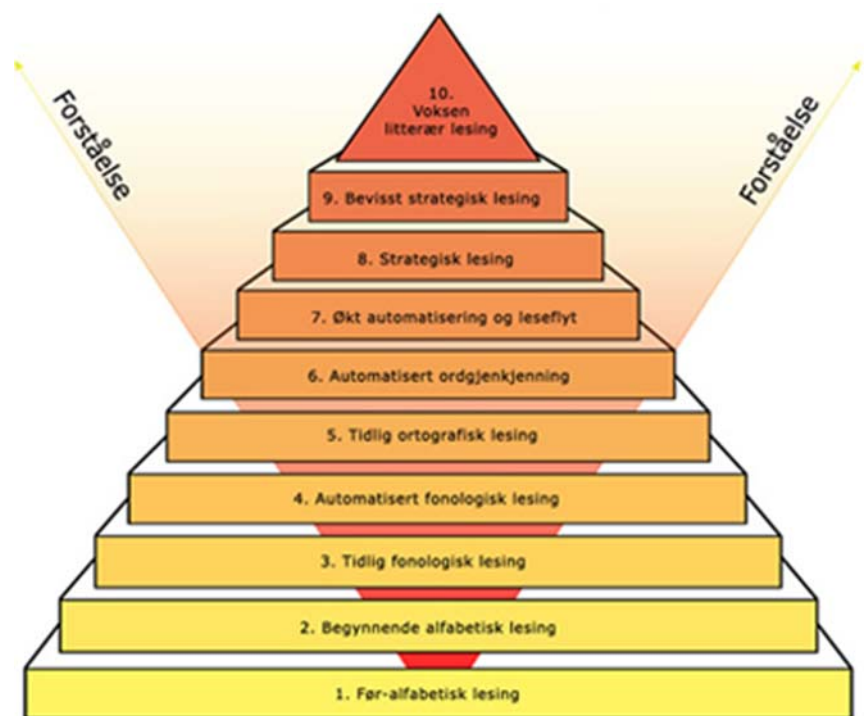 10.
Voksen
litterær lesing
Forståelse
Forståelse
9. Bevisst strategisk lesing
8. Strategisk lesing
7. Økt automatisering og leseflyt
6. Automatisert ordgjenkjenning
5. Tidlig ortografisk lesing
4. Automatisert fonologisk lesing
3. Tidlig fonologisk lesing
2. Begynnende alfabetisk lesing
1. Før-alfabetisk lesing